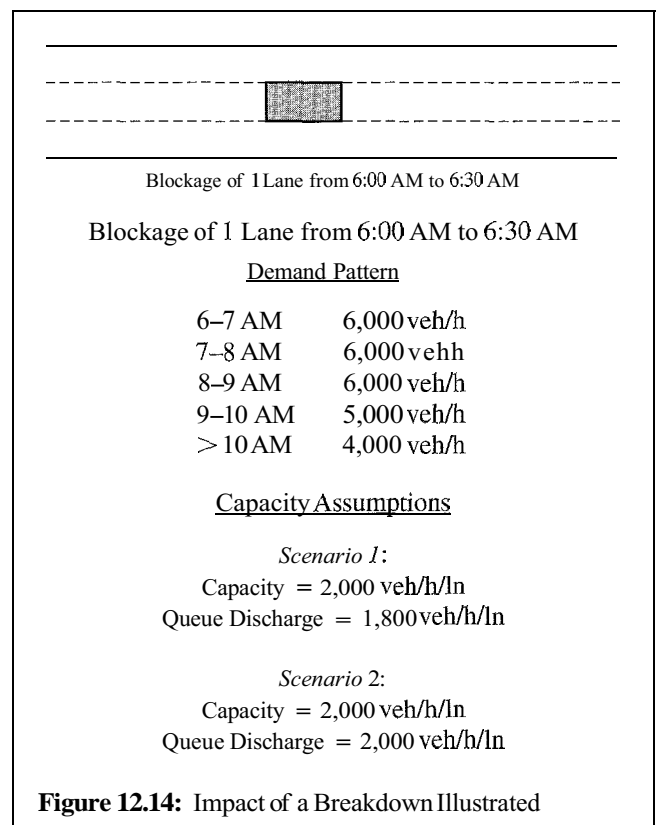 Blockage of 1 Lane from 6:00 AM to 6:30 AM
Blockage of 1 Lane from 6:00 AM to 6:30 AM
Demand Pattern
6–7 AM 6,000 veh/h
7–8 AM 6,000 vehh
8–9 AM 6,000 veh/h
9–10 AM 5,000 veh/h
> 10 AM 4,000 veh/h
Capacity Assumptions
Scenario 1:
Capacity = 2,000 veh/h/ln
Queue Discharge = 1,800 veh/h/ln
Scenario 2:
Capacity = 2,000 veh/h/ln
Queue Discharge = 2,000 veh/h/ln
Figure 12.14: Impact of a Breakdown Illustrated